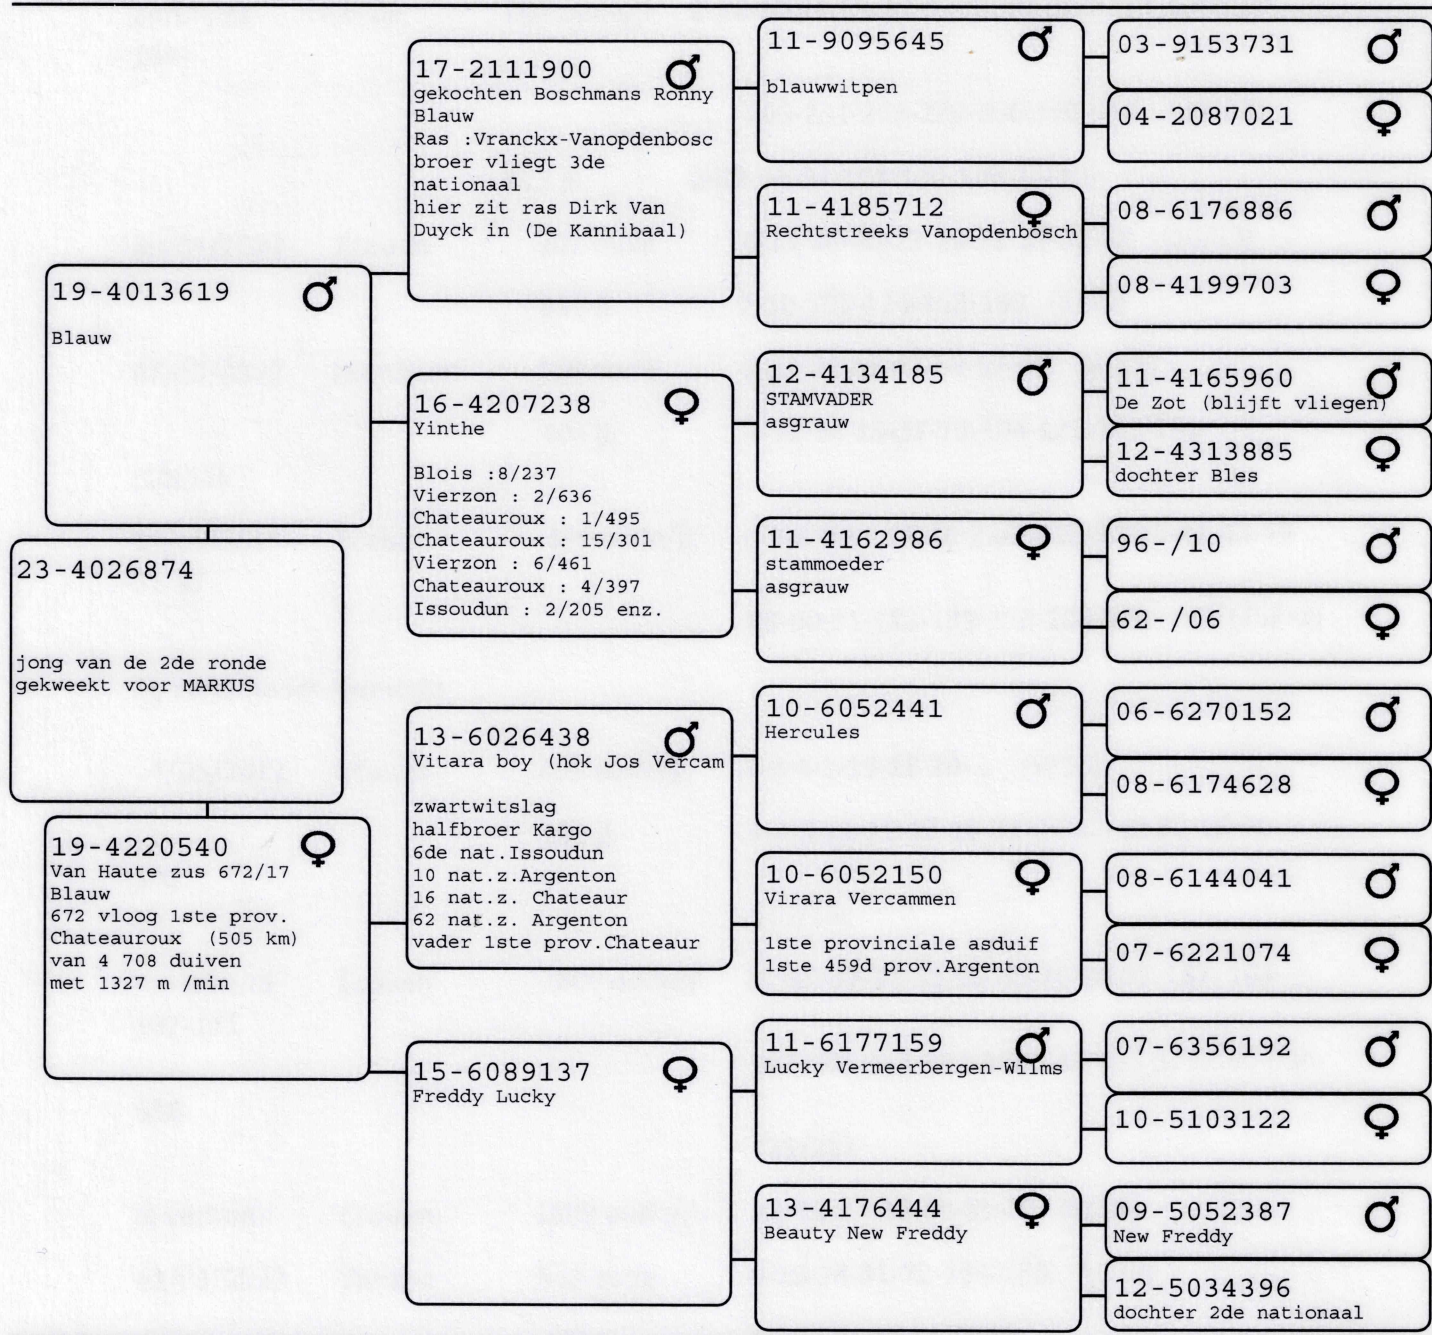 23-4026874
jong van de 2de ronde
gekweekt voor MARKUS
19-4013619
Blauw
19-4220540
Van Haute zus 672/17
Blauw
672 vloog 1ste prov.
Chateauroux (505 km)
van 4 708 duiven
met 1327 m /min
17-2111900
gekochten Boschmans Ronny
Blauw
Ras :Vranckx-Vanopdenbosc
broer vliegt 3de
nationaal
hier zit ras Dirk Van
Duyck in (De Kannibaal)
16-4207238
Yinthe
Blois :8/237
Vierzon : 2/636
Chateauroux : 1/495
Chateauroux : 15/301
Vierzon : 6/461
Chateauroux : 4/397
Issoudun : 2/205 enz.
13-6026438
Vitara boy (hok Jos Vercam
zwartwitslag
halfbroer Kargo
6de nat.Issoudun
10 nat.z.Argenton
16 nat.z. Chateaur
62 nat.z. Argenton
vader 1ste prov.Chateaur
15-6089137
Freddy Lucky
11-9095645
blauwwitpen
11-4185712
Rechtstreeks Vanopdenbosch
12-4134185
STAMVADER
asgrauw
11-4162986
stammoeder
asgrauw
10-6052441
Hercules
10-6052150
Virara Vercammen
1ste provinciale asduif
1ste 459d prov.Argenton
11-6177159
Lucky Vermeerbergen-Wilms
13-4176444
Beauty New Freddy
03-9153731
04-2087021
08-6176886
08-4199703
11-4165960
De Zot (blijft vliegen)
12-4313885
dochter Bles
96-/10
62-/06
06-6270152
08-6174628
08-6144041
07-6221074
07-6356192
10-5103122
09-5052387
New Freddy
12-5034396
dochter 2de nationaal